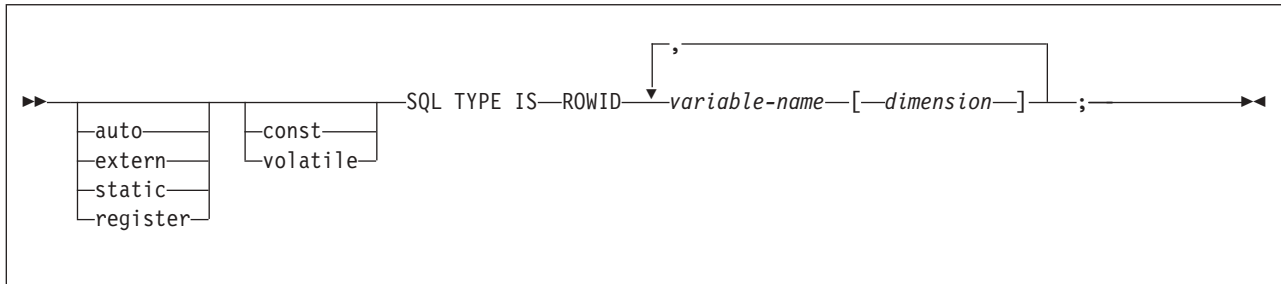 ,
SQL TYPE IS ROWID variable-name [ dimension ] ;
auto const
extern volatile
static
register